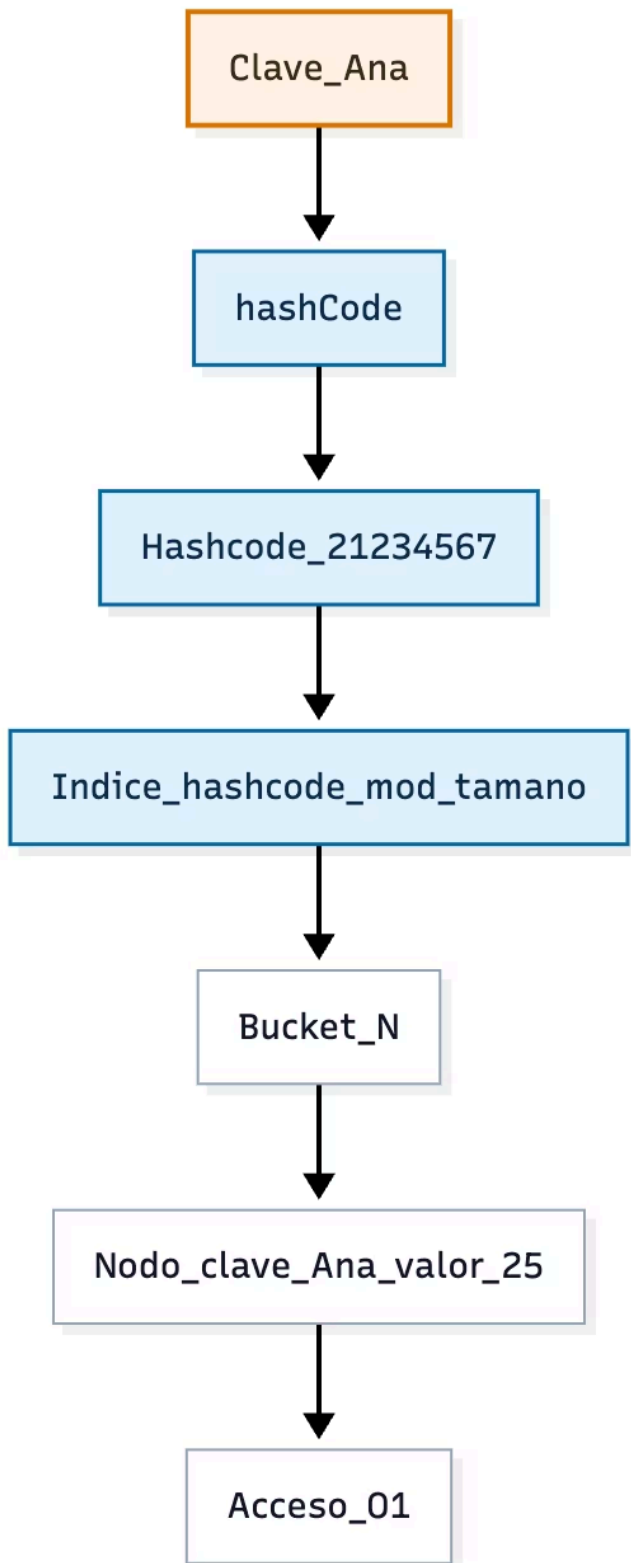 Clave_Ana
hashCode
Hashcode_21234567
Indice_hashcode_mod_tamano
Bucket_N
Nodo_clave_Ana_valor_25
Acceso_O1